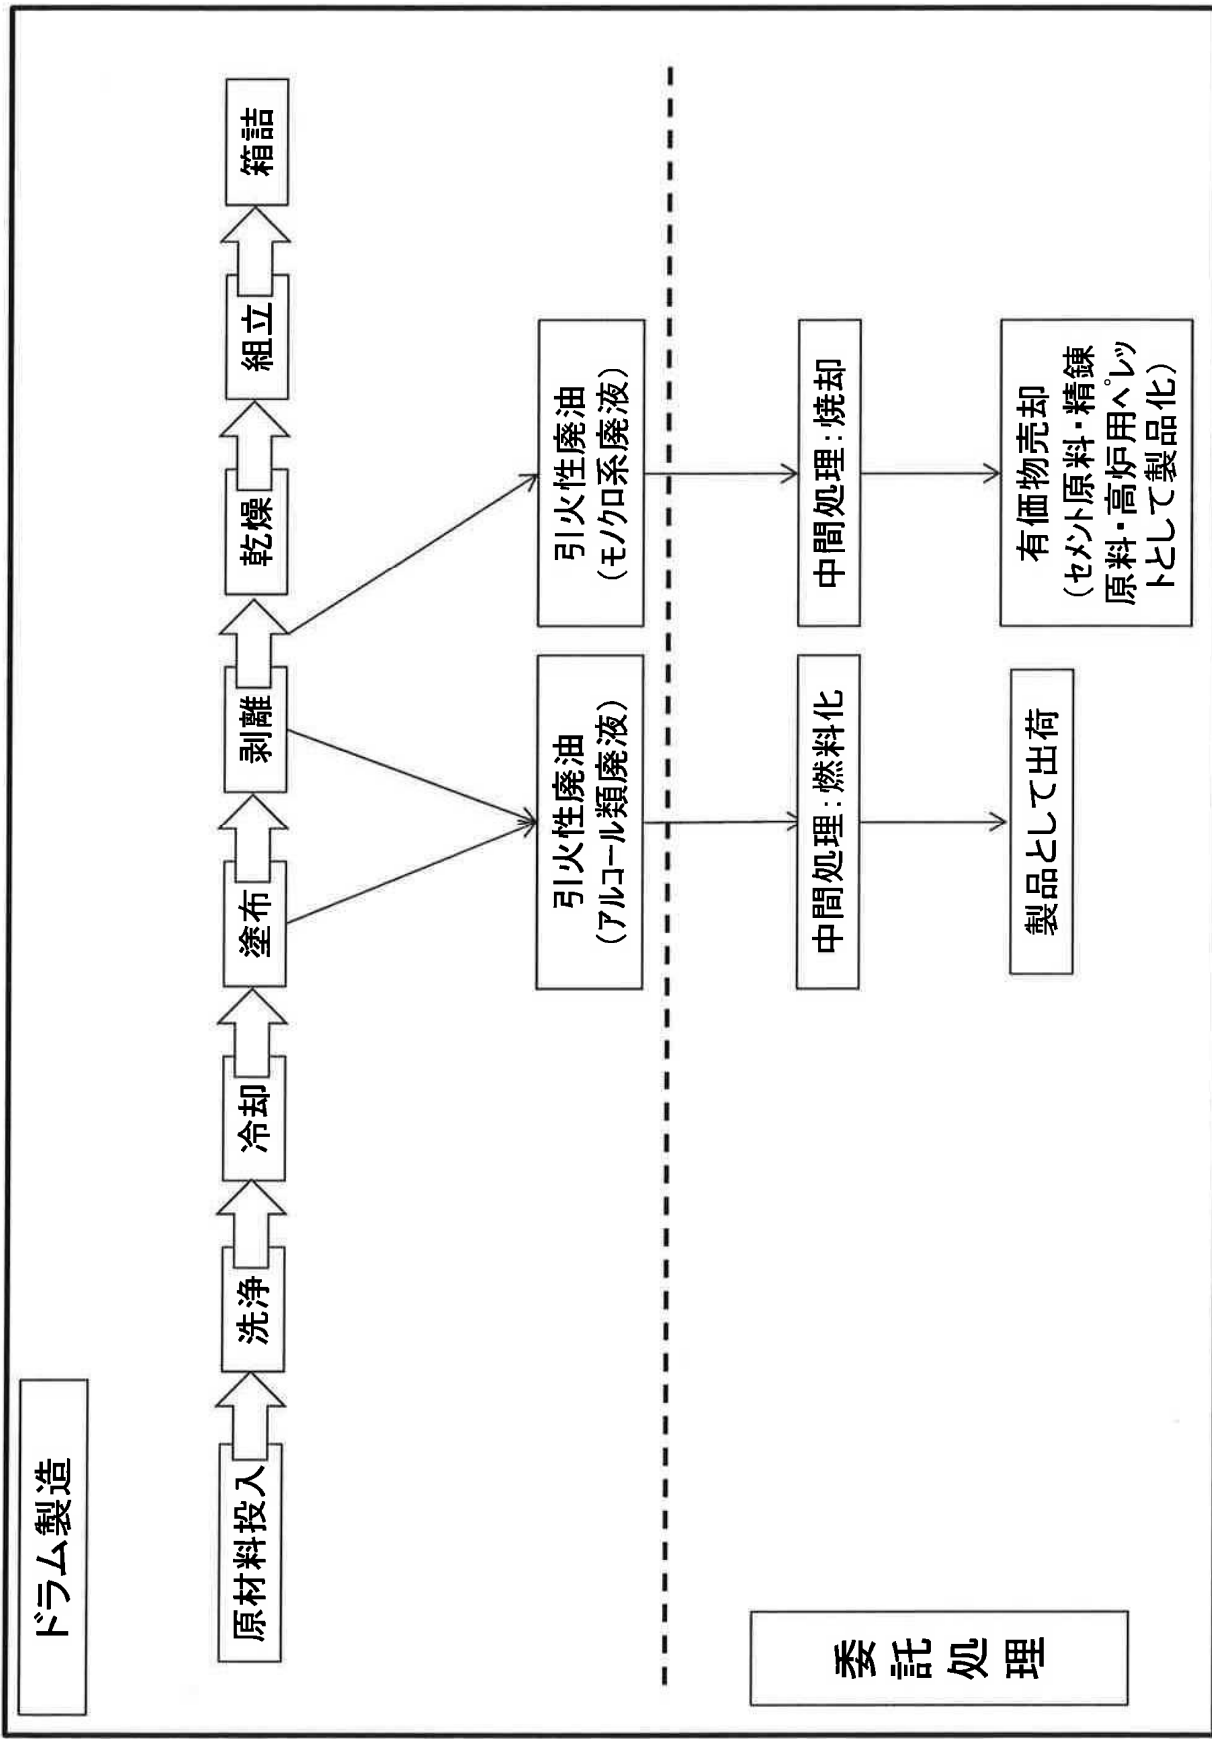 ドラム製造
原材料投入
洗浄
冷却
塗布
剥離
乾燥
組立
箱詰
引火性廃油
(アルコール類廃液)
引火性廃油
(モノクロ系廃液)
委託処理
中間処理:燃料化
中間処理:焼却
製品として出荷
有価物売却
(セメント原料・精錬
原料・高炉用ペレッ
トとして製品化)